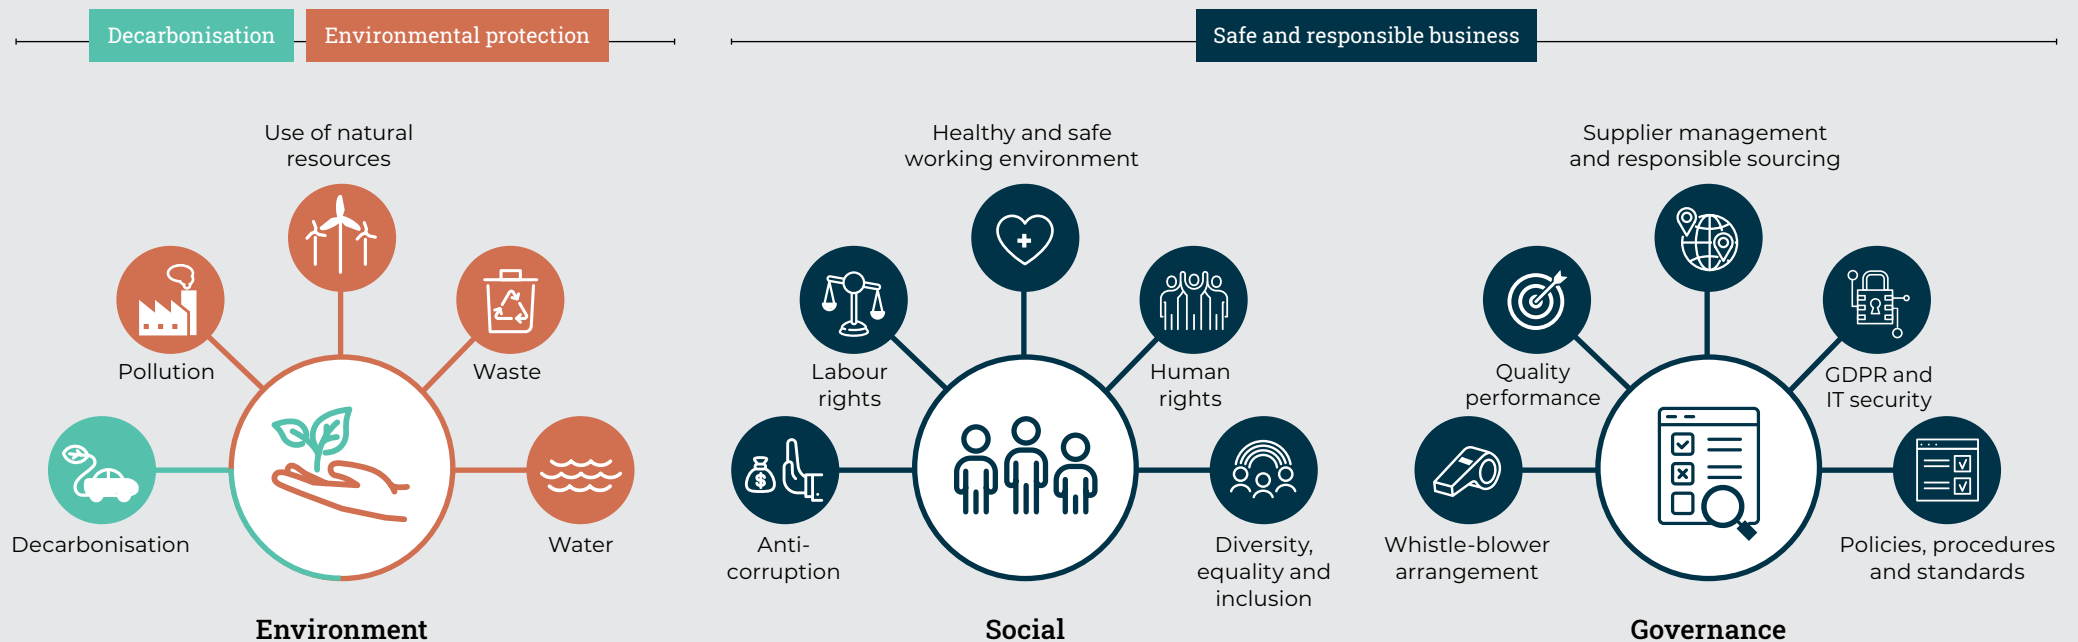 Decarbonisation
Environmental protection
Safe and responsible business
Use of natural
resources
Pollution
Waste
Decarbonisation
Water
Environment
Healthy and safe
working environment
Labour
rights
Human
rights
Anti-
corruption
$
Diversity,
equality and
inclusion
Social
Supplier management
and responsible sourcing
Quality
performance
GDPR and
IT security
Whistle-blower
arrangement
Policies, procedures
and standards
Governance